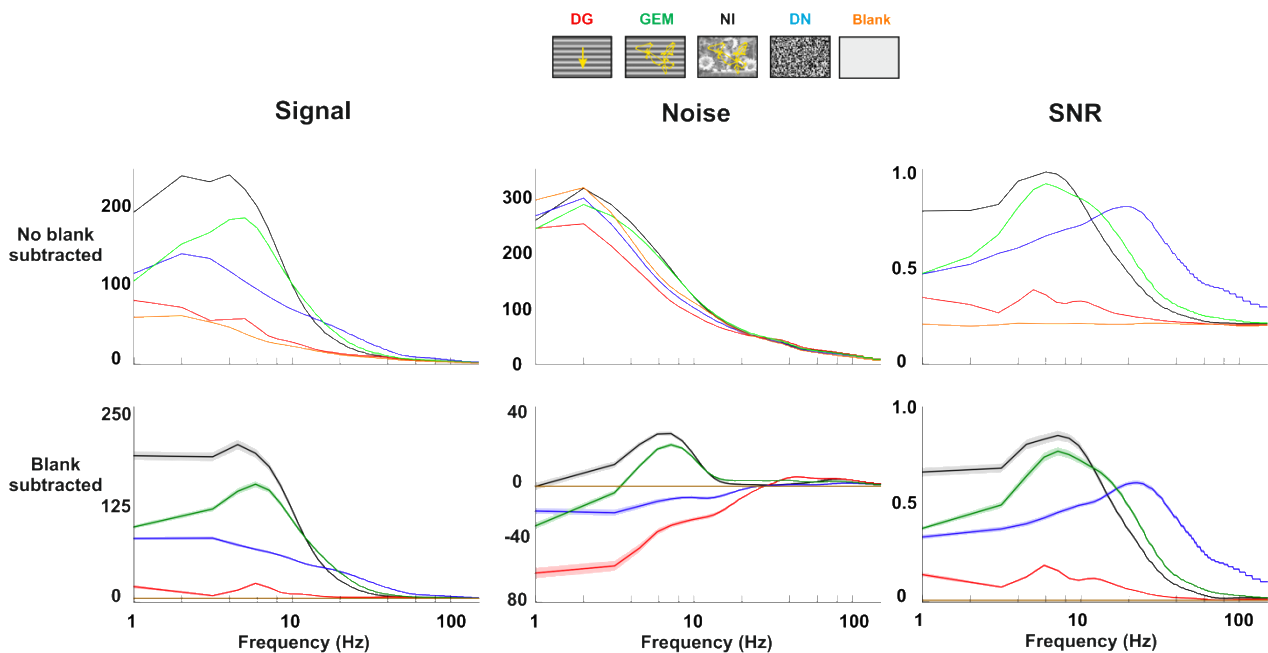 DG GEM NI DN Blank
Signal Noise SNR
No blank
subtracted
200
100
0
300
200
100
0
1.0
0.5
0
Blank
subtracted
250
125
0
40
0
-40
80
1.0
0.5
0
1 10 100
1 10 100
1 10 100
Frequency (Hz) Frequency (Hz) Frequency (Hz)